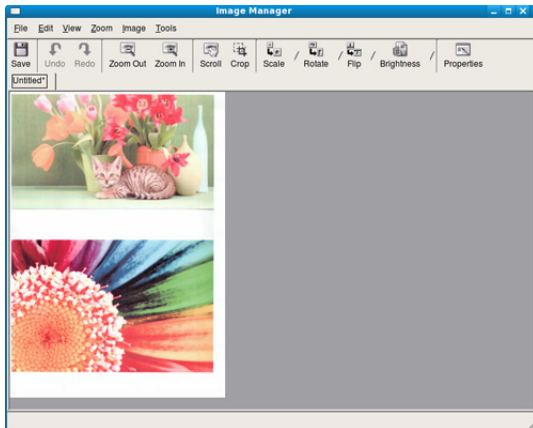 Image Manager
File Edit View Zoom Image Tools
Save Undo Redo Zoom Out Zoom In Scroll Crop Scale / Rotate / Flip / Brightness / Properties
Untitled*